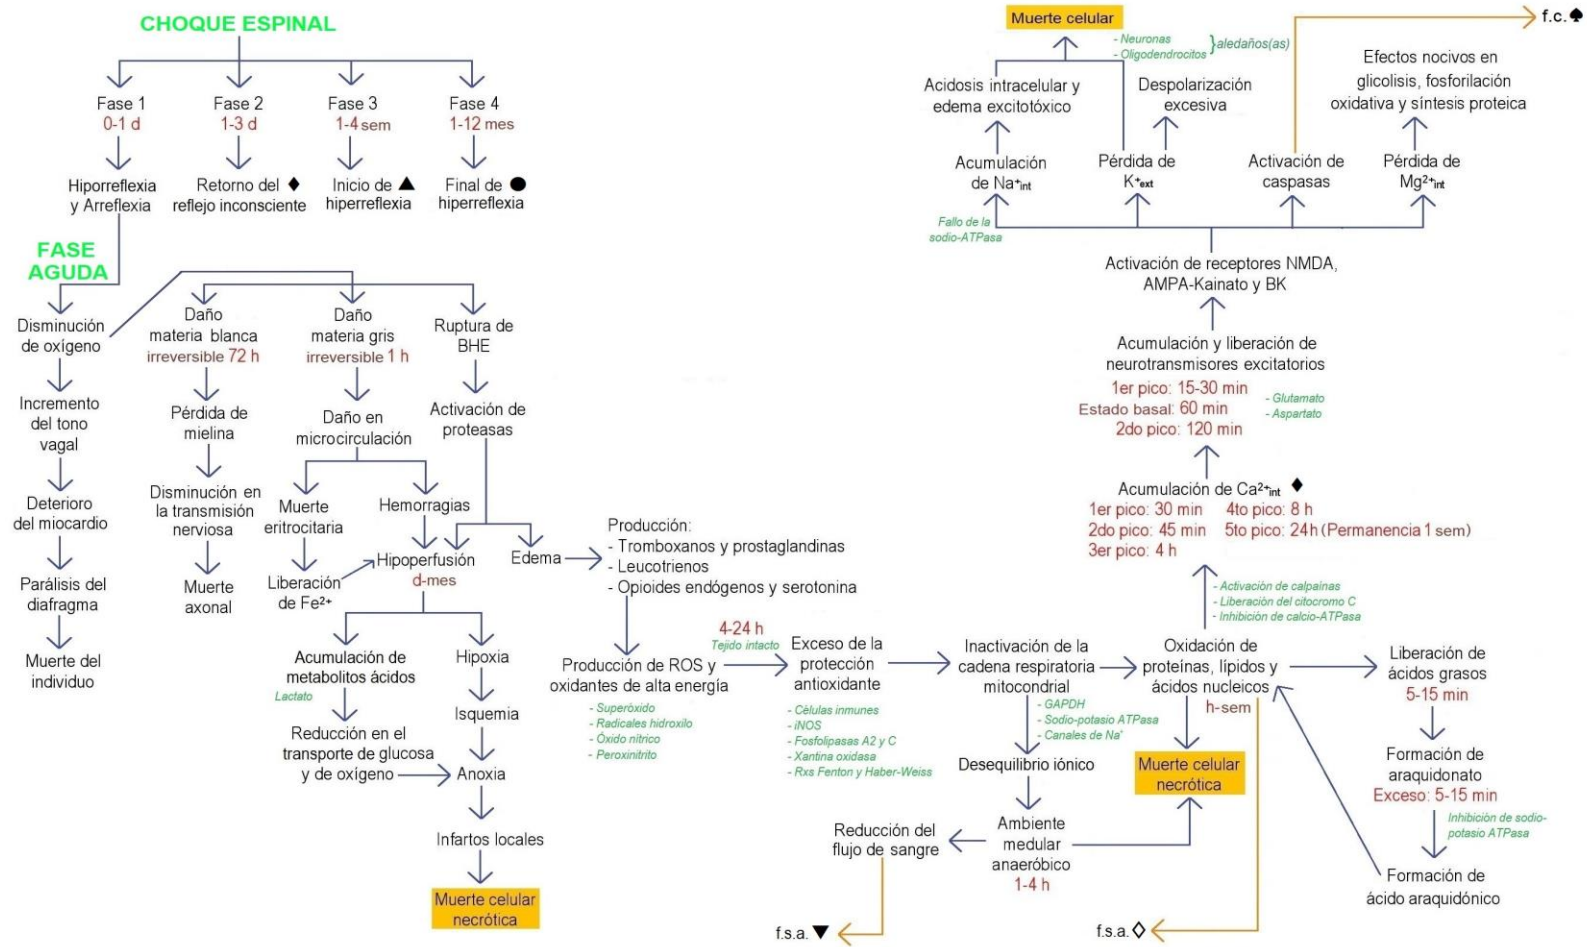 CHOQUE ESPINAL
Fase 1
0-1 d
Fase 2
1-3 d
Fase 3
1-4 sem
Fase 4
1-12 mes
Hiporreflexia
y Arreflexia
Retorno del ♦
reflejo inconsciente
Inicio de ▲
hiperreflexia
Final de ●
hiperreflexia
FASE
AGUDA
Disminución
de oxígeno
Incremento
del tono
vagal
Deterioro
del miocardio
Parálisis del
diafragma
Muerte del
individuo
Daño
materia blanca
irreversible 72 h
Pérdida de
mielina
Disminución en
la transmisión
nerviosa
Muerte
axonal
Daño
materia gris
irreversible 1 h
Daño en
microcirculación
Muerte
eritrocitaria
Liberación
de Fe²⁺
Hemorragias
Hipoperfusión
d-mes
Ruptura de
BHE
Activación de
proteasas
Edema
Acumulación de
metabolitos ácidos
Lactato
Reducción en el
transporte de glucosa
y de oxígeno
Hipoxia
Isquemia
Anoxia
Infartos locales
Muerte celular
necrótica
Producción:
- Tromboxanos y prostaglandinas
- Leucotrienos
- Opioides endógenos y serotonina
Producción de ROS y
oxidantes de alta energía
- Superóxido
- Radicales hidroxilo
- Óxido nítrico
- Peroxinitrito
4-24 h
Tejido intacto
Exceso de la
protección
antioxidante
- Células inmunes
- iNOS
- Fosfolipasas A2 y C
- Xantina oxidasa
- Rxs Fenton y Haber-Weiss
Inactivación de la
cadena respiratoria
mitocondrial
- GAPDH
- Sodio-potasio ATPasa
- Canales de Na⁺
Desequilibrio iónico
Ambiente
medular
anaeróbico
1-4 h
Reducción del
flujo de sangre
f.s.a. ▼
Oxidación de
proteínas, lípidos y
ácidos nucleicos
h-sem
Muerte celular
necrótica
f.s.a. ◇
Liberación de
ácidos grasos
5-15 min
Formación de
araquidonato
Exceso: 5-15 min
Inhibición de sodio-
potasio ATPasa
Formación de
ácido araquidónico
- Activación de calpaínas
- Liberación del citocromo C
- Inhibición de calcio-ATPasa
Acumulación de Ca²⁺int ♦
1er pico: 30 min 4to pico: 8 h
2do pico: 45 min 5to pico: 24h (Permanencia 1 sem)
3er pico: 4 h
Acumulación y liberación de
neurotransmisores excitatorios
1er pico: 15-30 min
Estado basal: 60 min
2do pico: 120 min
- Glutamato
- Aspartato
Activación de receptores NMDA,
AMPA-Kainato y BK
Fallo de la
sodio-ATPasa
Acumulación
de Na⁺int
Pérdida de
K⁺ext
Activación de
caspasas
Pérdida de
Mg²⁺int
Acidosis intracelular y
edema excitotóxico
Despolarización
excesiva
Efectos nocivos en
glicolisis, fosforilación
oxidativa y síntesis proteica
Muerte celular
- Neuronas
- Oligodendrocitos
}aledaños(as)
f.c. ♠